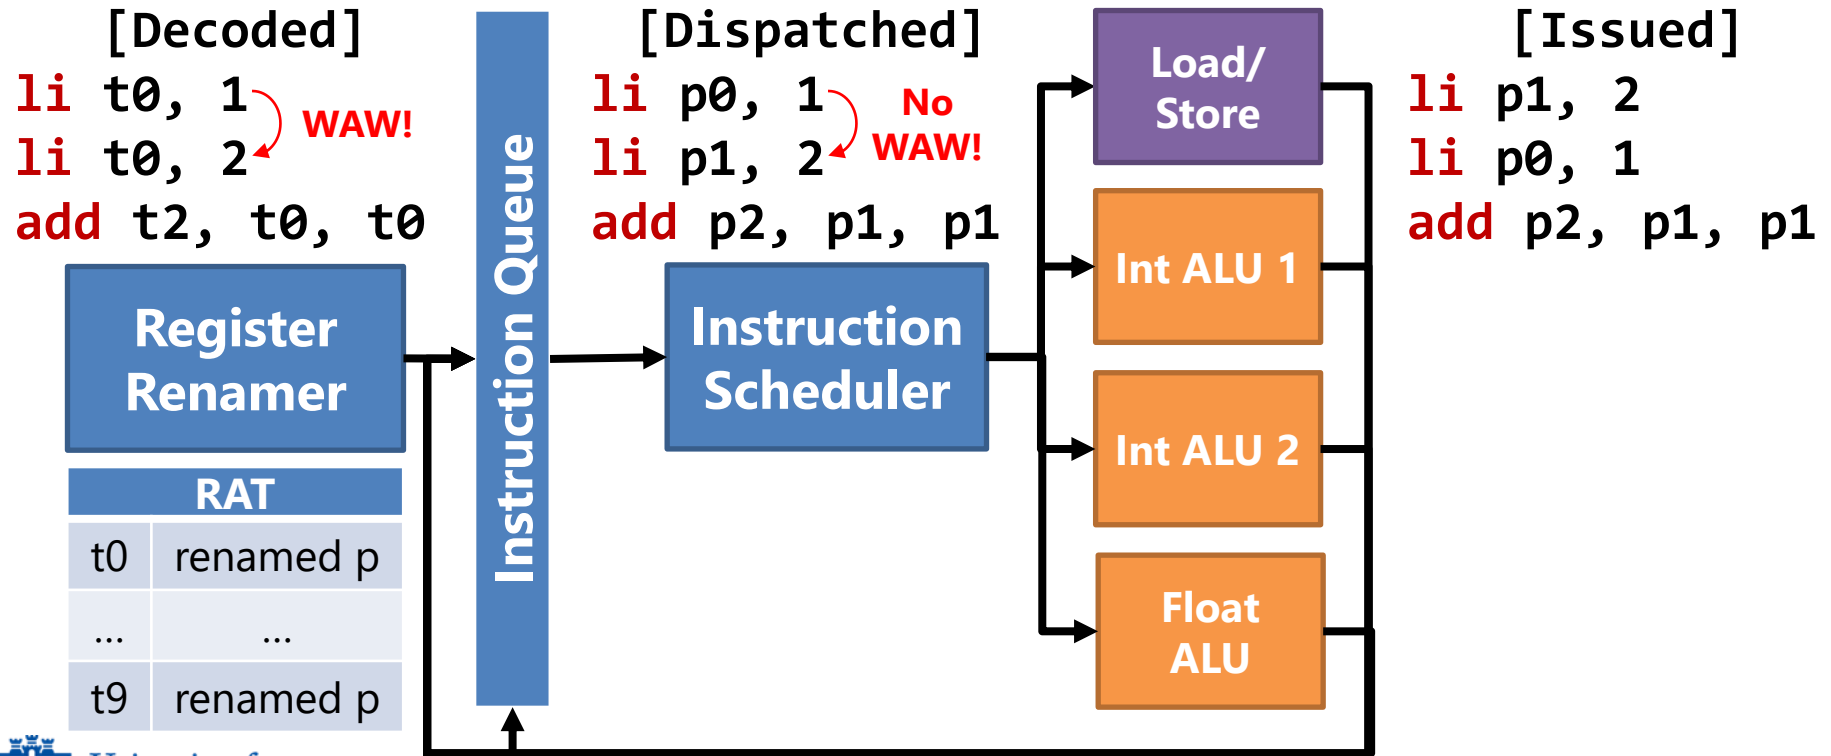 [Decoded]
li t0, 1
WAW!
li t0, 2
add t2, t0, t0
Register
Renamer
RAT
t0 renamed p
... ...
t9 renamed p
Instruction Queue
[Dispatched]
li p0, 1
No
WAW!
li p1, 2
add p2, p1, p1
Instruction
Scheduler
Load/
Store
Int ALU 1
Int ALU 2
Float
ALU
[Issued]
li p1, 2
li p0, 1
add p2, p1, p1